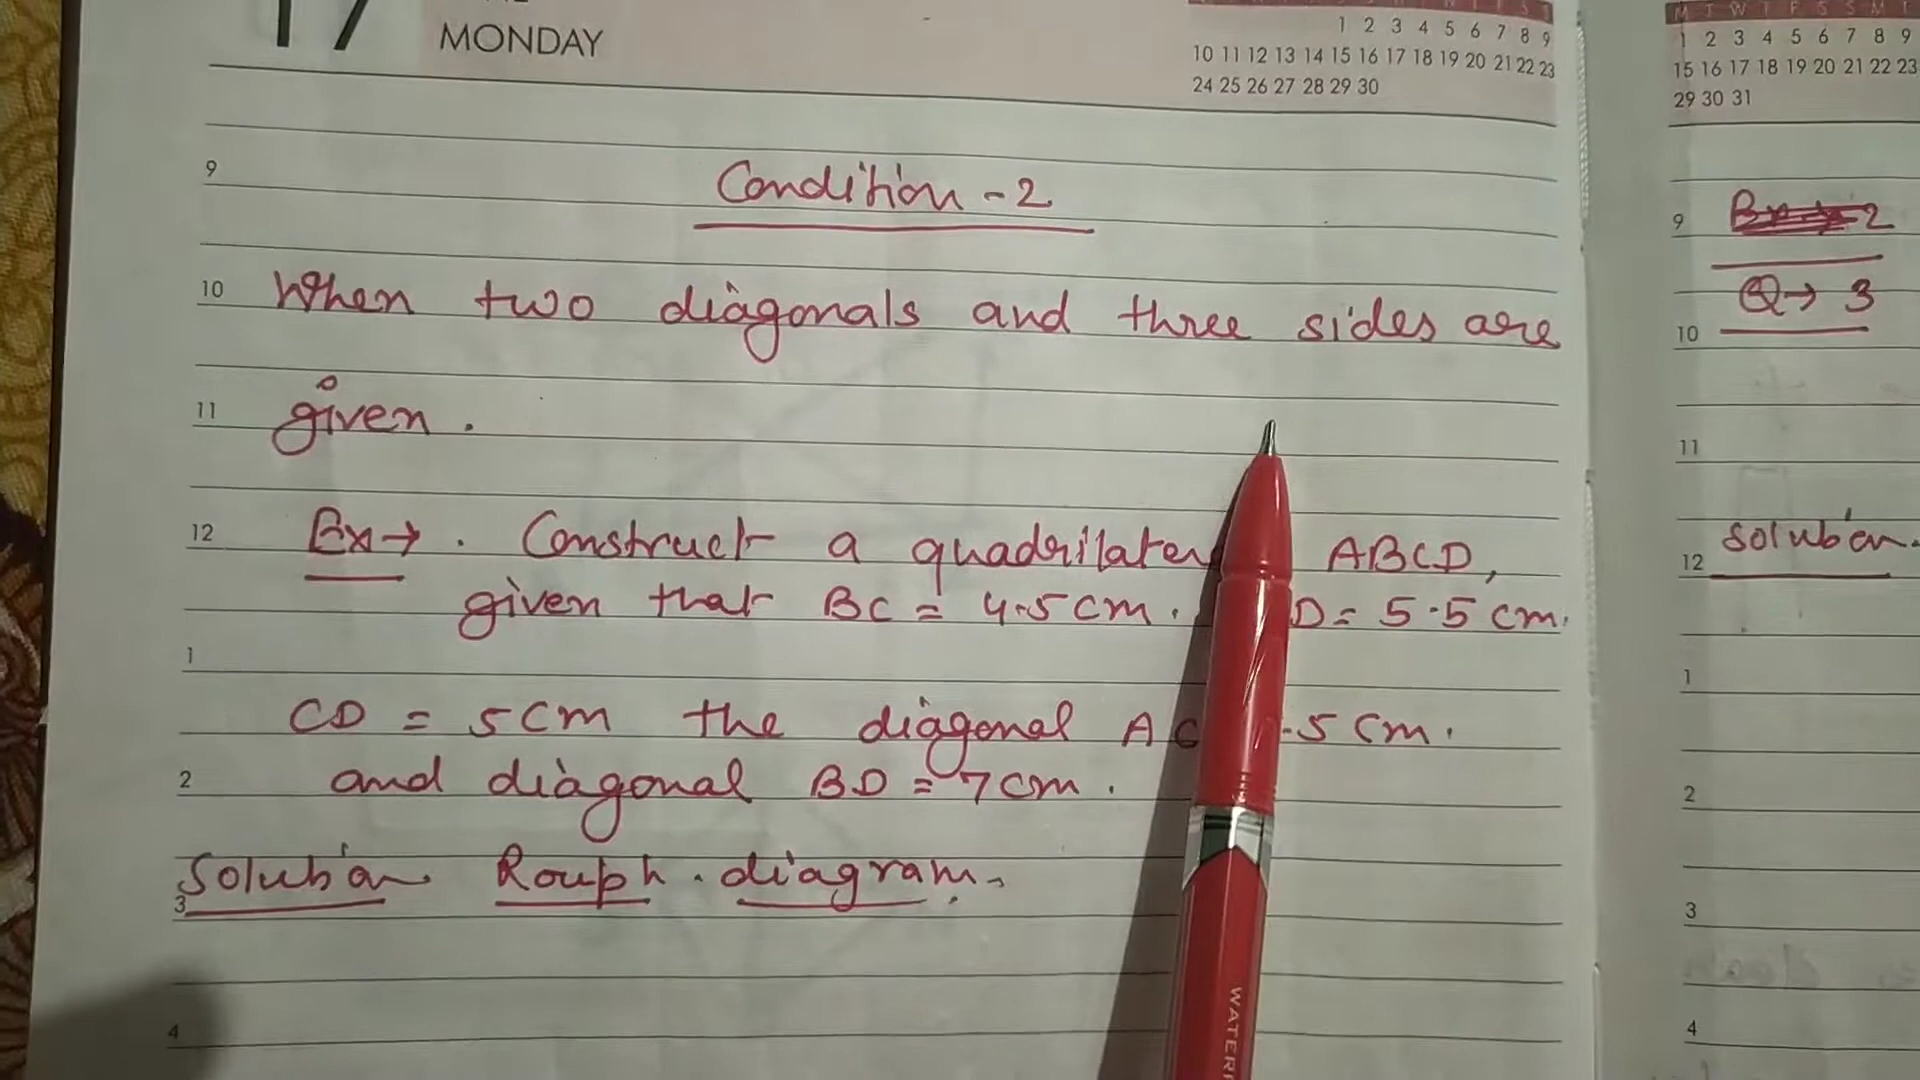 17
MONDAY
1 2 3 4 5 6 7 8 9
10 11 12 13 14 15 16 17 18 19 20 21 22 23
24 25 26 27 28 29 30
9 Condition - 2
10 When two diagonals and three sides are
11 given.
12 Ex → . Construct a quadrilater ABCD,
given that BC = 4.5 cm. D = 5.5 cm.
1
CD = 5 cm the diagonal AC .5 cm.
2 and diagonal BD = 7 cm.
3 Solution Rough diagram.
4
WATER
M T W T F S S M T
1 2 3 4 5 6 7 8 9
15 16 17 18 19 20 21 22 23
29 30 31
9 2
Q → 3
10
11
12 Solution.
1
2
3
4